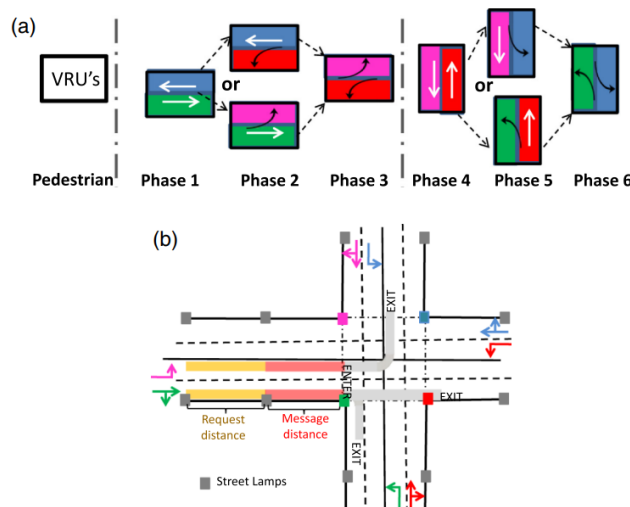 (a)
VRU's
or
or
Pedestrian
Phase 1
Phase 2
Phase 3
Phase 4
Phase 5
Phase 6
(b)
EXIT
ENTER
EXIT
EXIT
Request
distance
Message
distance
Street Lamps